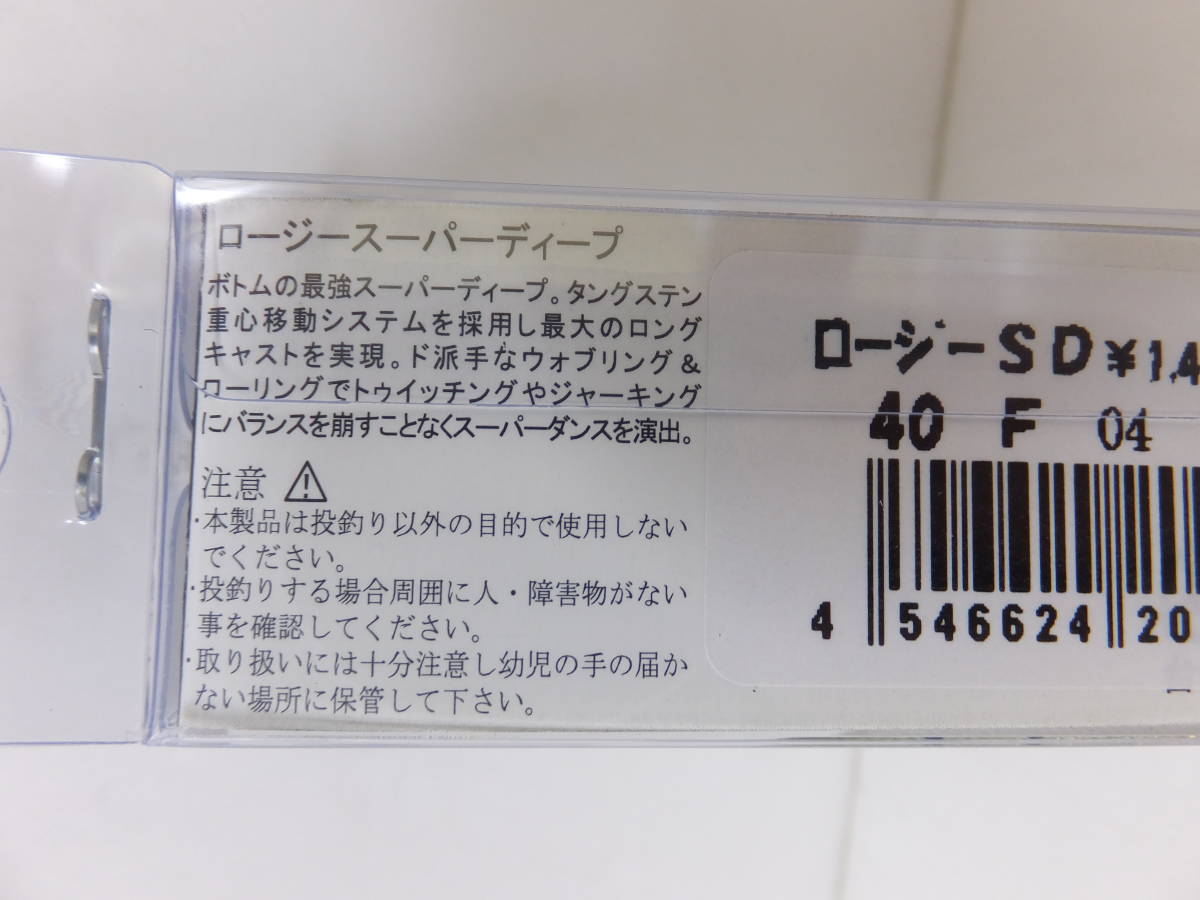 ロージースーパーディープ
ボトムの最強スーパーディープ。タングステン
重心移動システムを採用し最大のロング
キャストを実現。ド派手なウォブリング&
ローリングでトゥイッチングやジャーキング
にバランスを崩すことなくスーパーダンスを演出。
注意
・本製品は投釣り以外の目的で使用しない
でください。
・投釣りする場合周囲に人・障害物がない
事を確認してください。
・取り扱いには十分注意し幼児の手の届か
ない場所に保管して下さい。
ロージーSD ¥1,4
40 F 04
4 546624 20